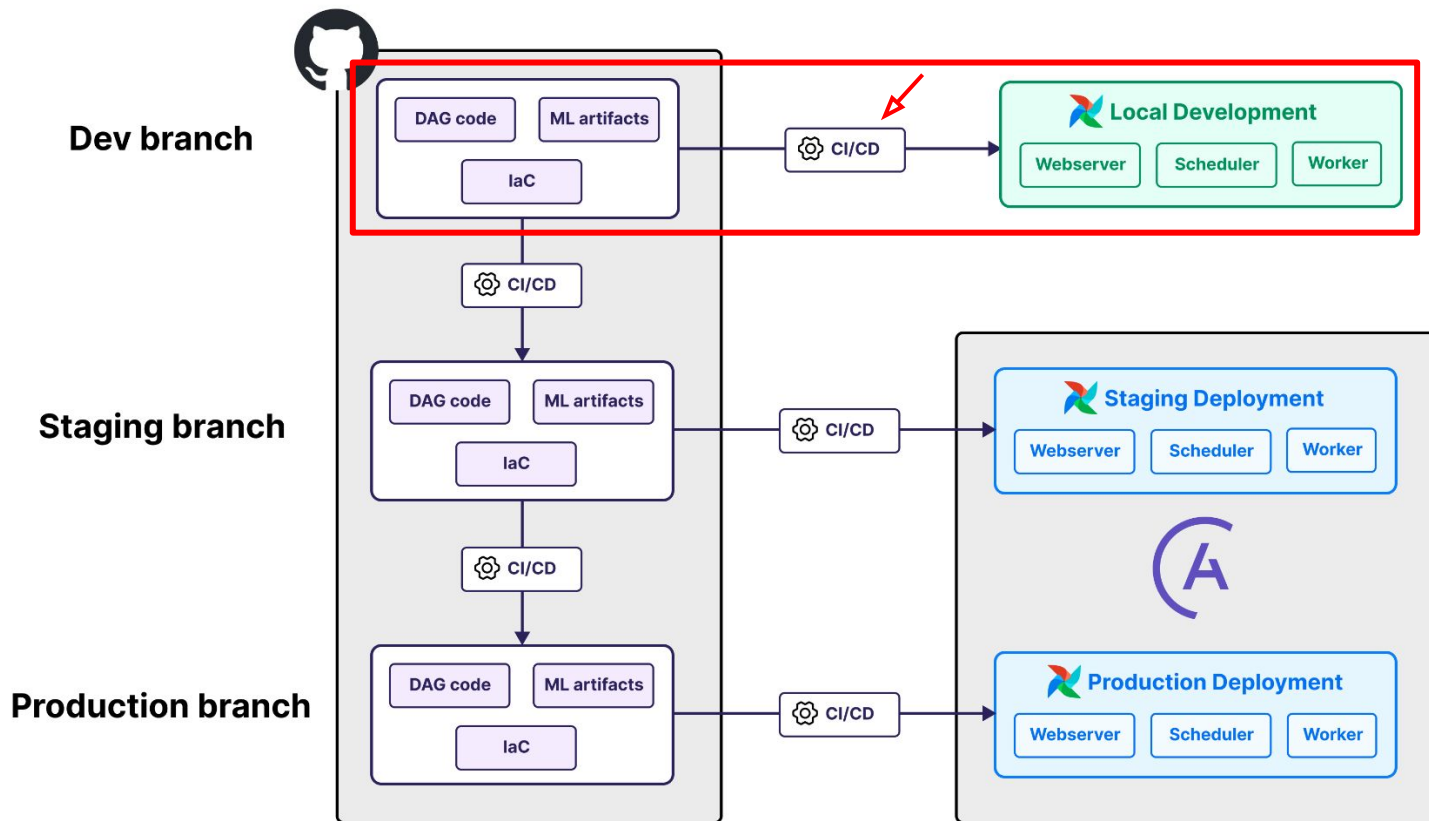 Dev branch
DAG code
ML artifacts
IaC
CI/CD
Local Development
Webserver
Scheduler
Worker
CI/CD
Staging branch
DAG code
ML artifacts
IaC
CI/CD
Staging Deployment
Webserver
Scheduler
Worker
CI/CD
Production branch
DAG code
ML artifacts
IaC
CI/CD
Production Deployment
Webserver
Scheduler
Worker